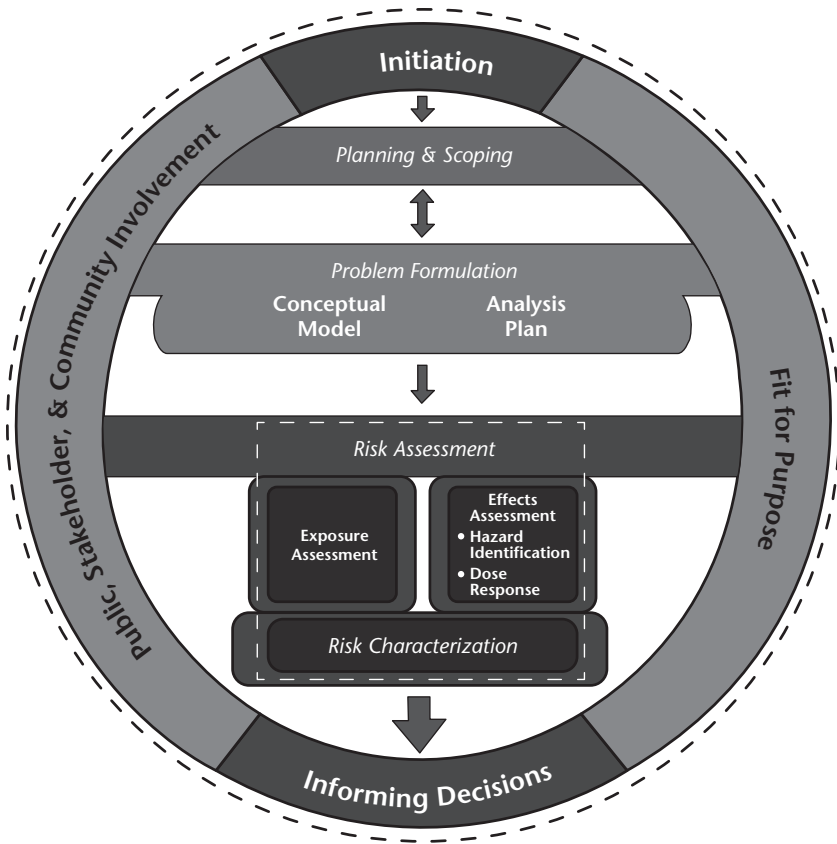 Initiation
Public, Stakeholder, & Community Involvement
Fit for Purpose
Planning & Scoping
Problem Formulation
Conceptual
Model
Analysis
Plan
Risk Assessment
Exposure
Assessment
Effects
Assessment
• Hazard
Identification
• Dose
Response
Risk Characterization
Informing Decisions